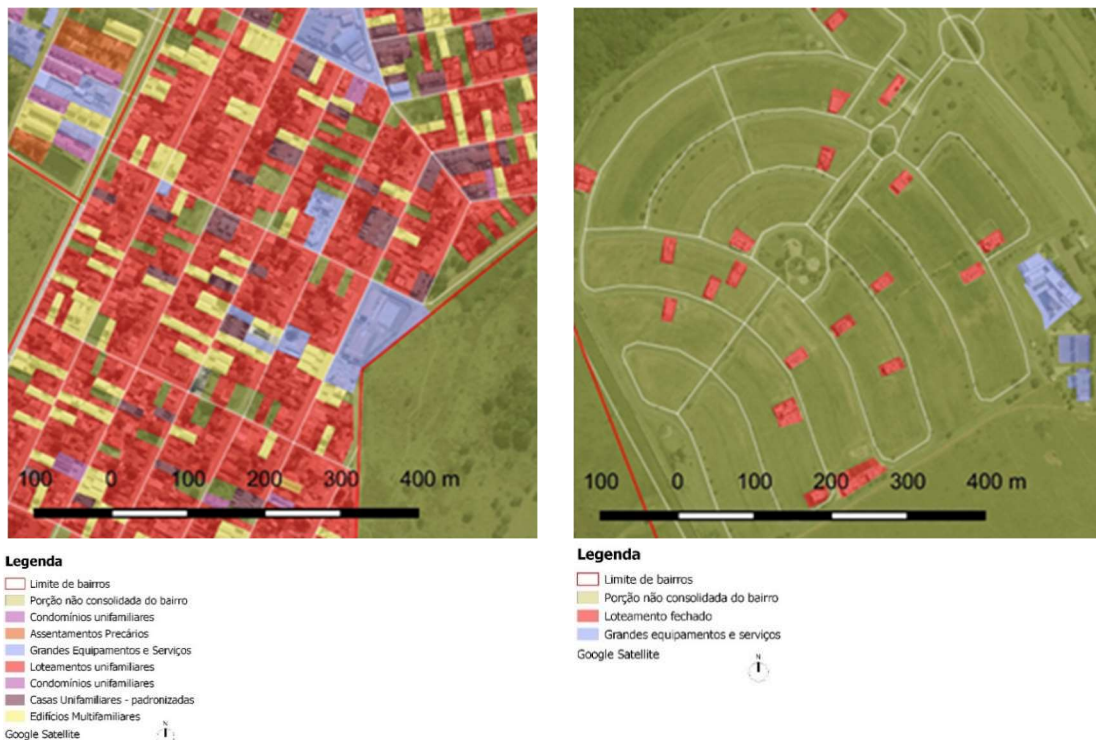 100 0 100 200 300 400 m
Legenda
Limite de bairros
Porção não consolidada do bairro
Condomínios unifamiliares
Assentamentos Precários
Grandes Equipamentos e Serviços
Loteamentos unifamiliares
Condomínios unifamiliares
Casas Unifamiliares - padronizadas
Edifícios Multifamiliares
Google Satellite
N
100 0 100 200 300 400 m
Legenda
Limite de bairros
Porção não consolidada do bairro
Loteamento fechado
Grandes equipamentos e serviços
Google Satellite
N